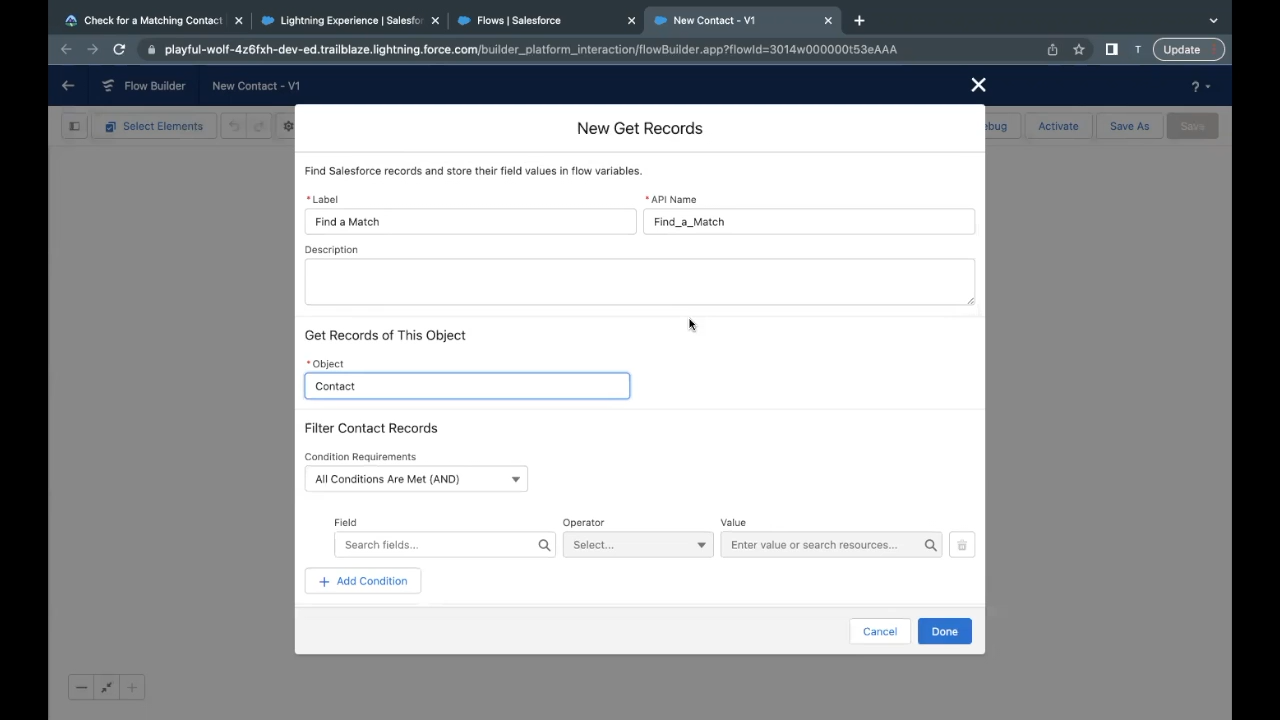 Check for a Matching Contact
Lightning Experience | Salesfor
Flows | Salesforce
New Contact - V1
playful-wolf-4z6fxh-dev-ed.trailblaze.lightning.force.com/builder_platform_interaction/flowBuilder.app?flowId=3014w000000t53eAAA
T
Update
Flow Builder
New Contact - V1
?
Select Elements
ebug
Activate
Save As
Save
New Get Records
Find Salesforce records and store their field values in flow variables.
* Label
* API Name
Find a Match
Find_a_Match
Description
Get Records of This Object
* Object
Contact
Filter Contact Records
Condition Requirements
All Conditions Are Met (AND)
Field
Operator
Value
Search fields...
Select...
Enter value or search resources...
+ Add Condition
Cancel
Done